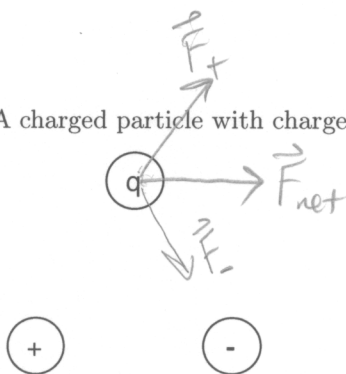 F+
A charged particle with charge
q
Fnet
F-
+
-